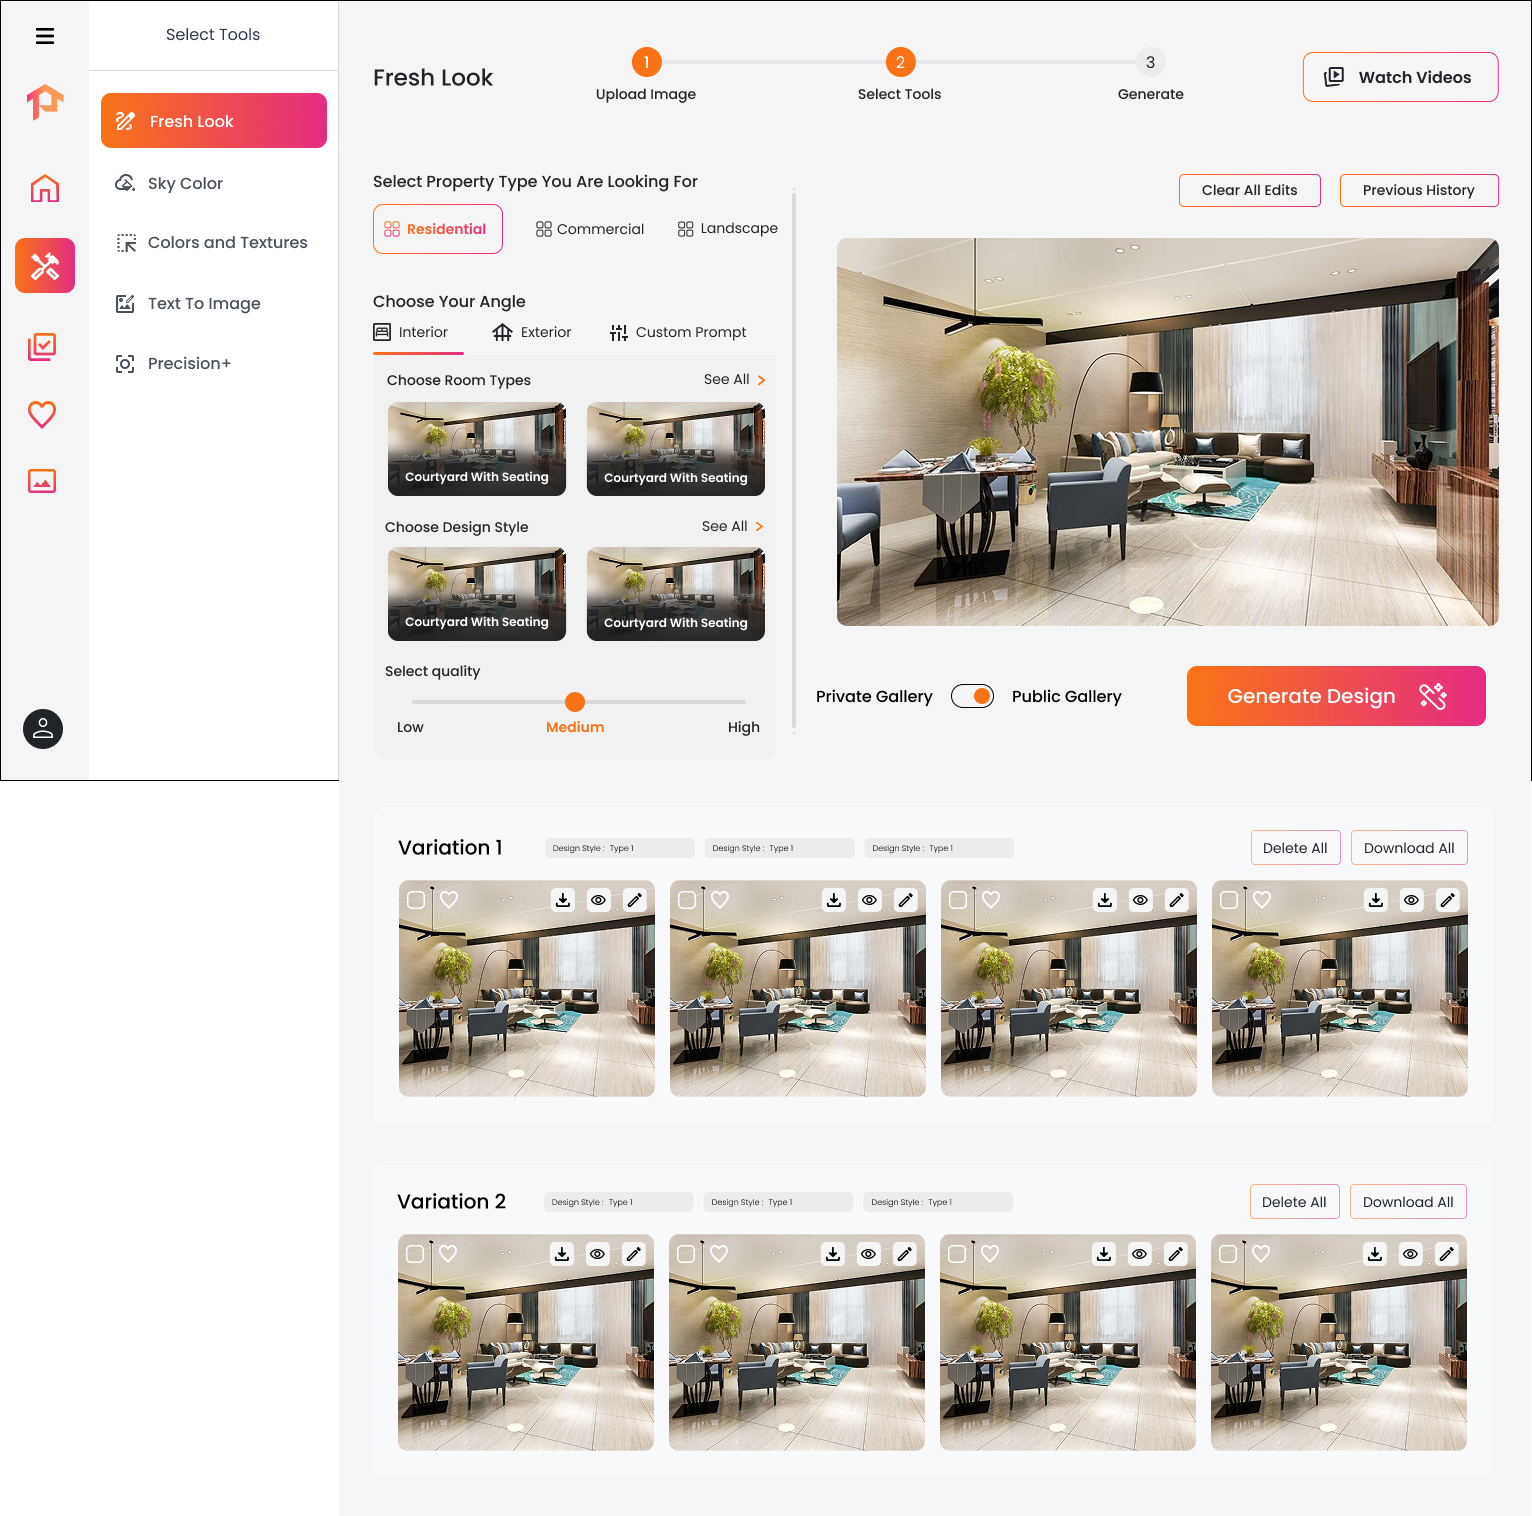 Select Tools
Fresh Look
Sky Color
Colors and Textures
Text To Image
Precision+
Fresh Look
1
Upload Image
2
Select Tools
3
Generate
Watch Videos
Select Property Type You Are Looking For
Residential
Commercial
Landscape
Clear All Edits
Previous History
Choose Your Angle
Interior
Exterior
Custom Prompt
Choose Room Types
See All
Courtyard With Seating
Courtyard With Seating
Choose Design Style
See All
Courtyard With Seating
Courtyard With Seating
Select quality
Low
Medium
High
Private Gallery
Public Gallery
Generate Design
Variation 1
Design Style : Type 1
Design Style : Type 1
Design Style : Type 1
Delete All
Download All
Variation 2
Design Style : Type 1
Design Style : Type 1
Design Style : Type 1
Delete All
Download All